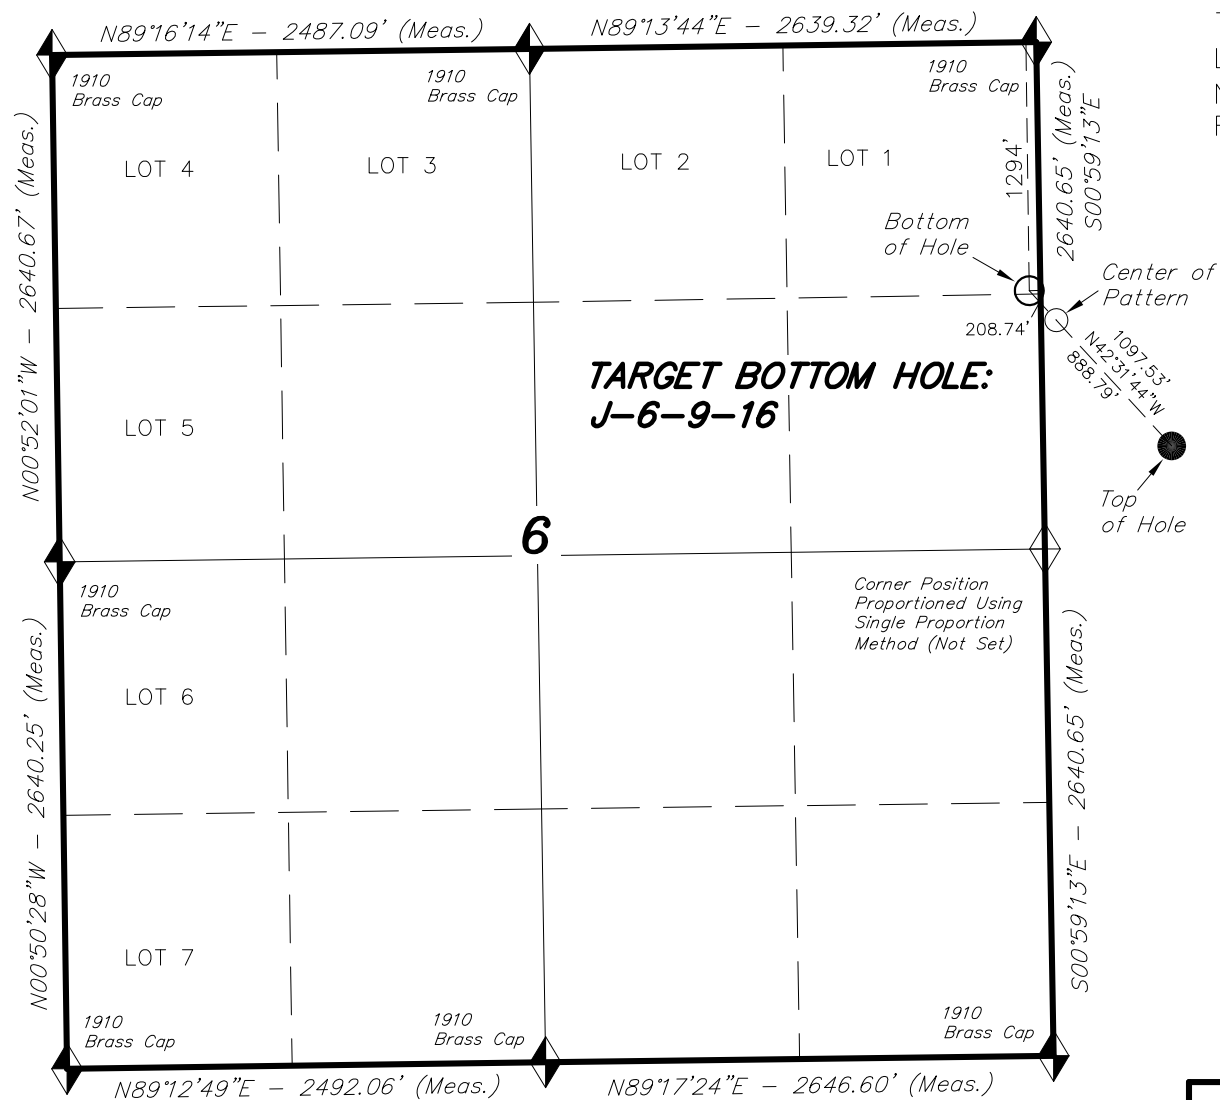 N89°16'14"E - 2487.09' (Meas.)
N89°13'44"E - 2639.32' (Meas.)
1910
Brass Cap
1910
Brass Cap
1910
Brass Cap
N00°52'01"W - 2640.67' (Meas.)
2640.65' (Meas.)
S00°59'13"E
LOT 4
LOT 3
LOT 2
LOT 1
1294'
Bottom
of Hole
Center of
Pattern
208.74'
1097.53'
N42°31'44"W
888.79'
TARGET BOTTOM HOLE:
J-6-9-16
LOT 5
Top
of Hole
6
1910
Brass Cap
Corner Position
Proportioned Using
Single Proportion
Method (Not Set)
N00°50'28"W - 2640.25' (Meas.)
S00°59'13"E - 2640.65' (Meas.)
LOT 6
LOT 7
1910
Brass Cap
1910
Brass Cap
1910
Brass Cap
N89°12'49"E - 2492.06' (Meas.)
N89°17'24"E - 2646.60' (Meas.)